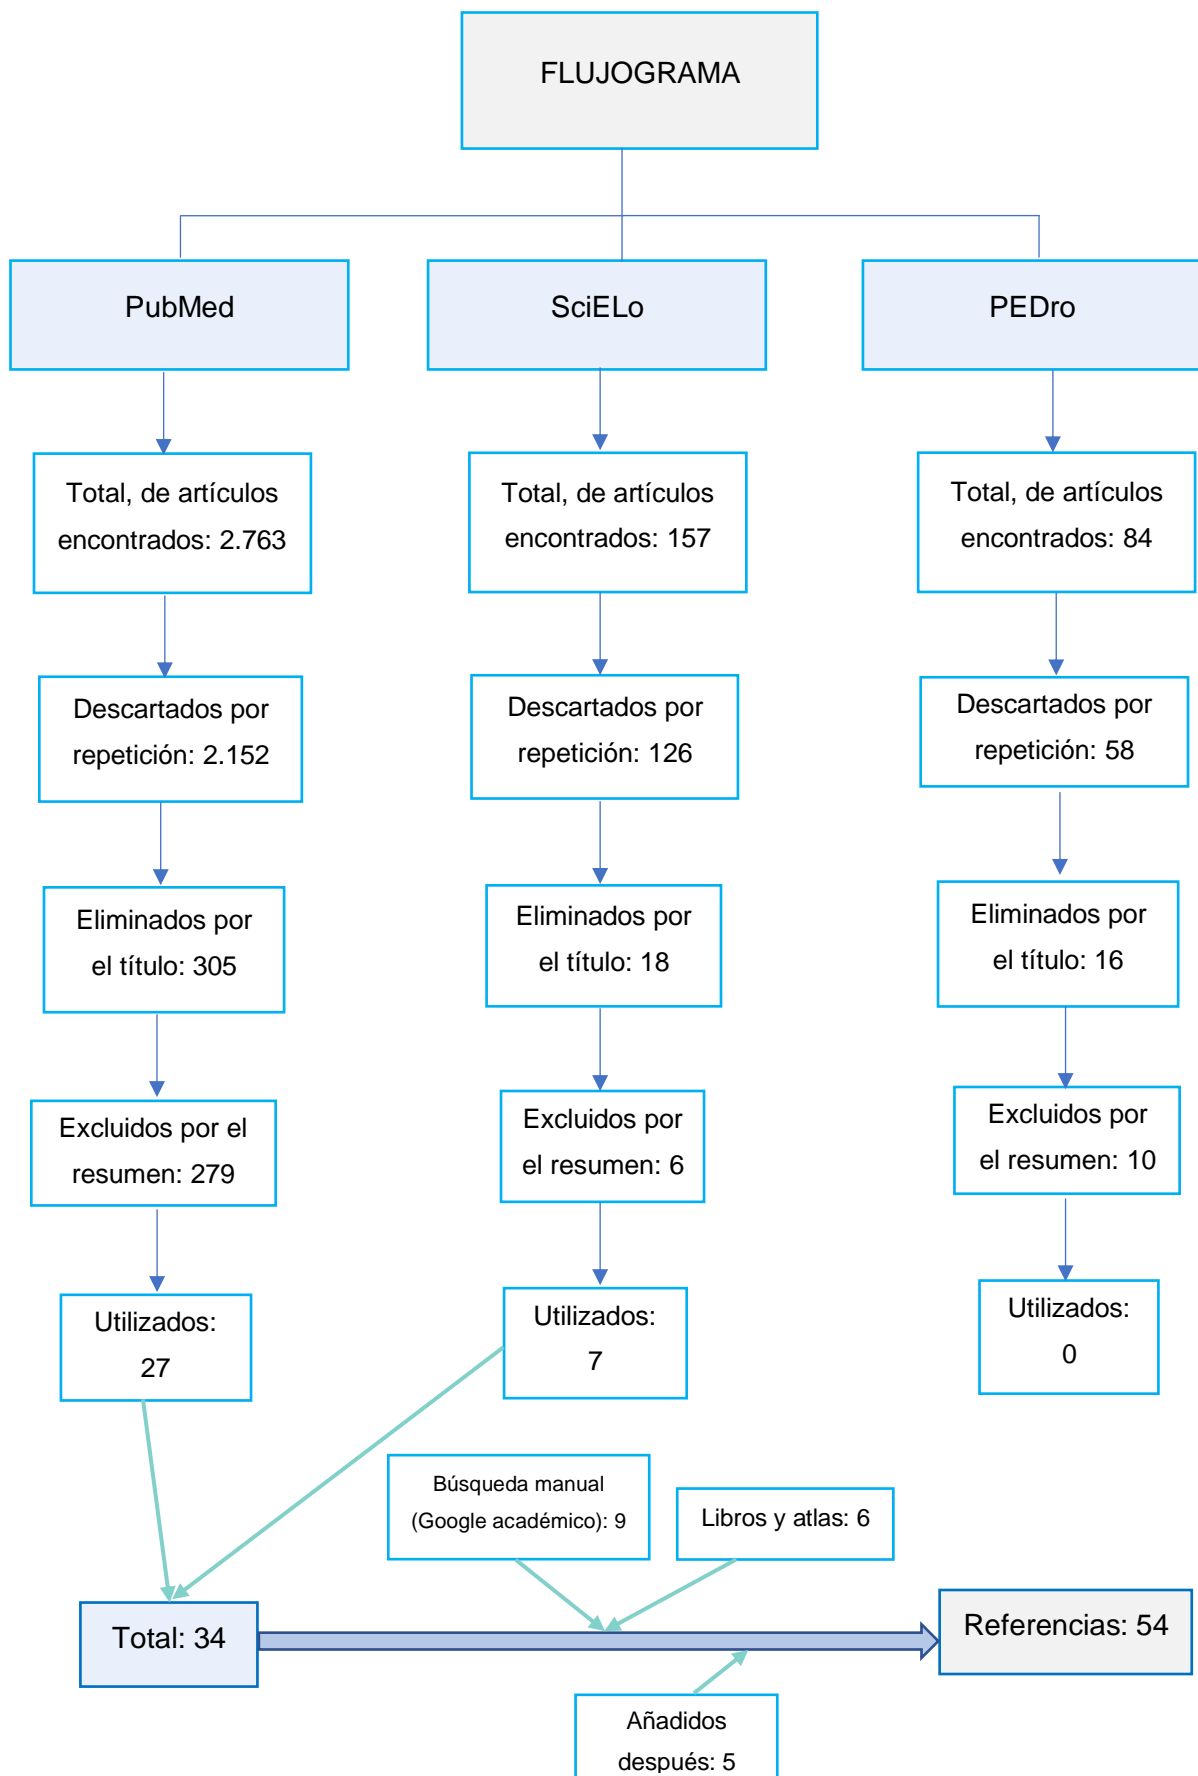 FLUJOGRAMA
PubMed
SciELo
PEDro
Total, de artículos
encontrados: 2.763
Total, de artículos
encontrados: 157
Total, de artículos
encontrados: 84
Descartados por
repetición: 2.152
Descartados por
repetición: 126
Descartados por
repetición: 58
Eliminados por
el título: 305
Eliminados por
el título: 18
Eliminados por
el título: 16
Excluidos por el
resumen: 279
Excluidos por
el resumen: 6
Excluidos por
el resumen: 10
Utilizados:
27
Utilizados:
7
Utilizados:
0
Búsqueda manual
(Google académico): 9
Libros y atlas: 6
Total: 34
Referencias: 54
Añadidos
después: 5